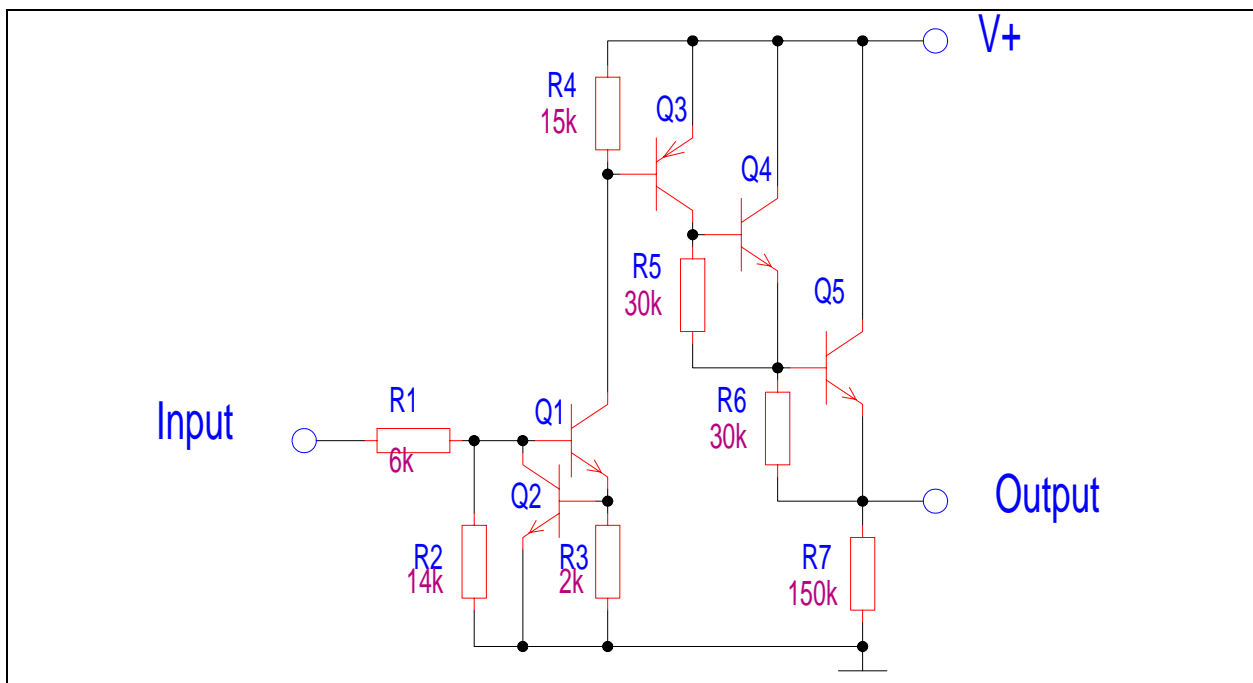 V+
R4
15k
Q3
Q4
R5
30k
Q5
R1
6k
Input
Q1
R6
30k
Q2
Output
R2
14k
R3
2k
R7
150k